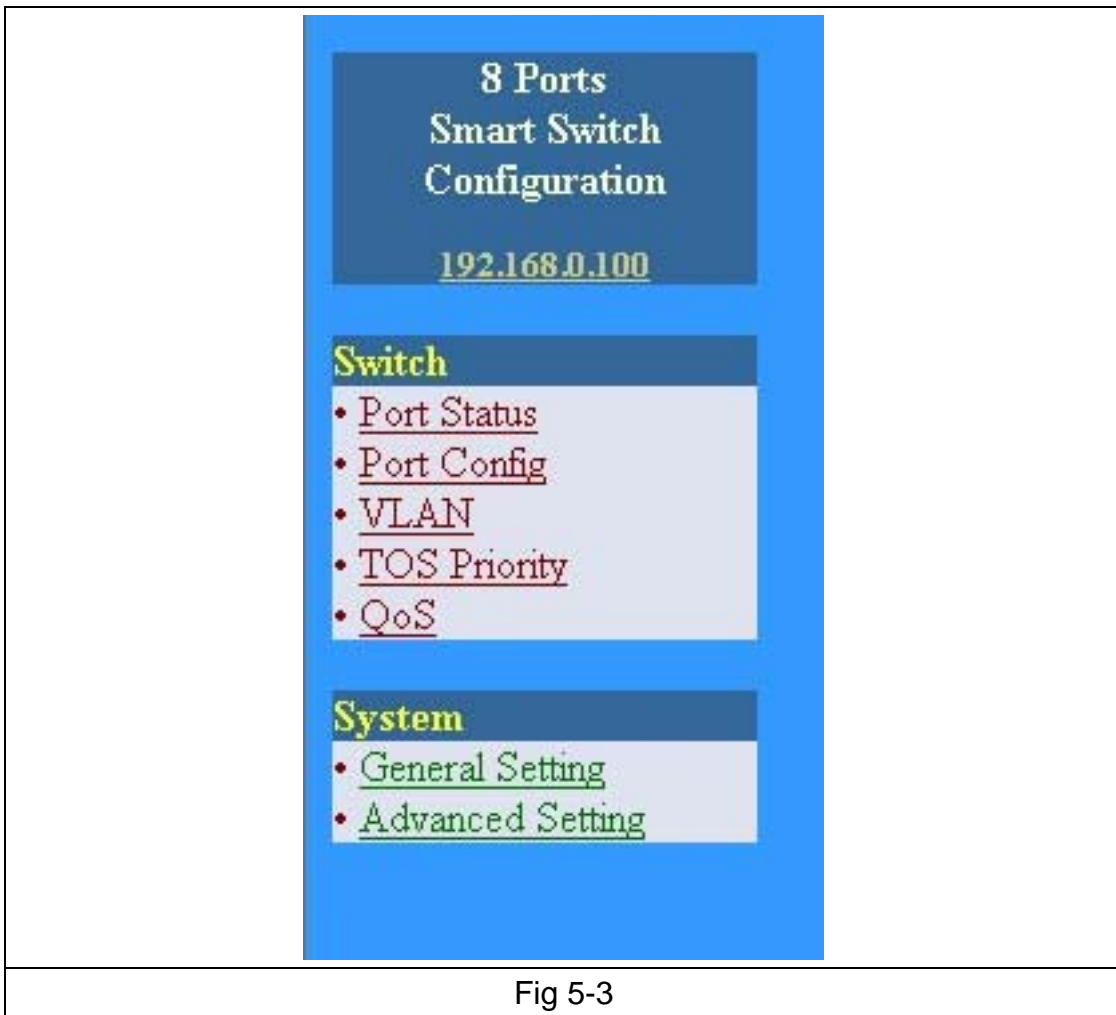 8 Ports
Smart Switch
Configuration
192.168.0.100
Switch
• Port Status
• Port Config
• VLAN
• TOS Priority
• QoS
System
• General Setting
• Advanced Setting
Fig 5-3